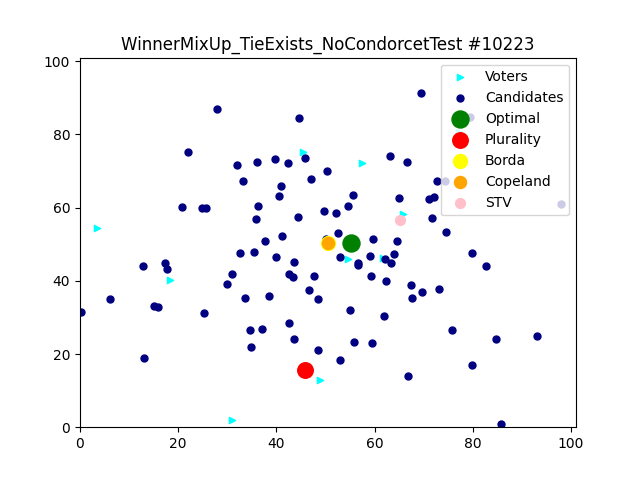 WinnerMixUp_TieExists_NoCondorcetTest #10223
100
80
60
40
20
0
0
20
40
60
80
100
Voters
Candidates
Optimal
Plurality
Borda
Copeland
STV